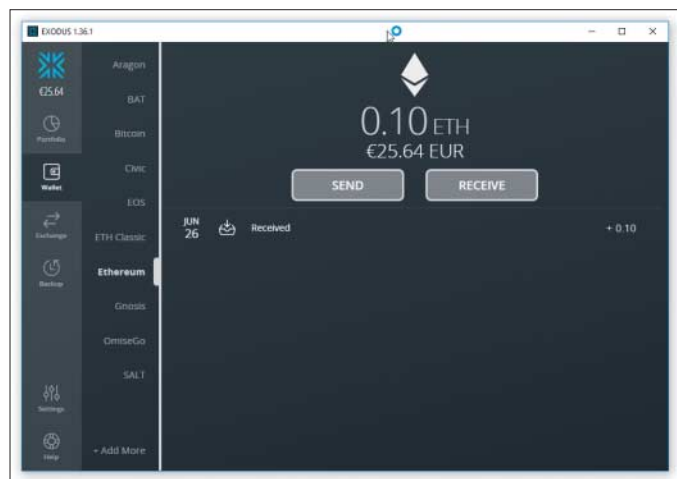 EXODUS 1.36.1
€25.64
Portfolio
Wallet
Exchange
Backup
Settings
Help
Aragon
BAT
Bitcoin
Civic
EOS
ETH Classic
Ethereum
Gnosis
OmiseGo
SALT
+ Add More
0.10 ETH
€25.64 EUR
SEND RECEIVE
JUN
26 Received + 0.10